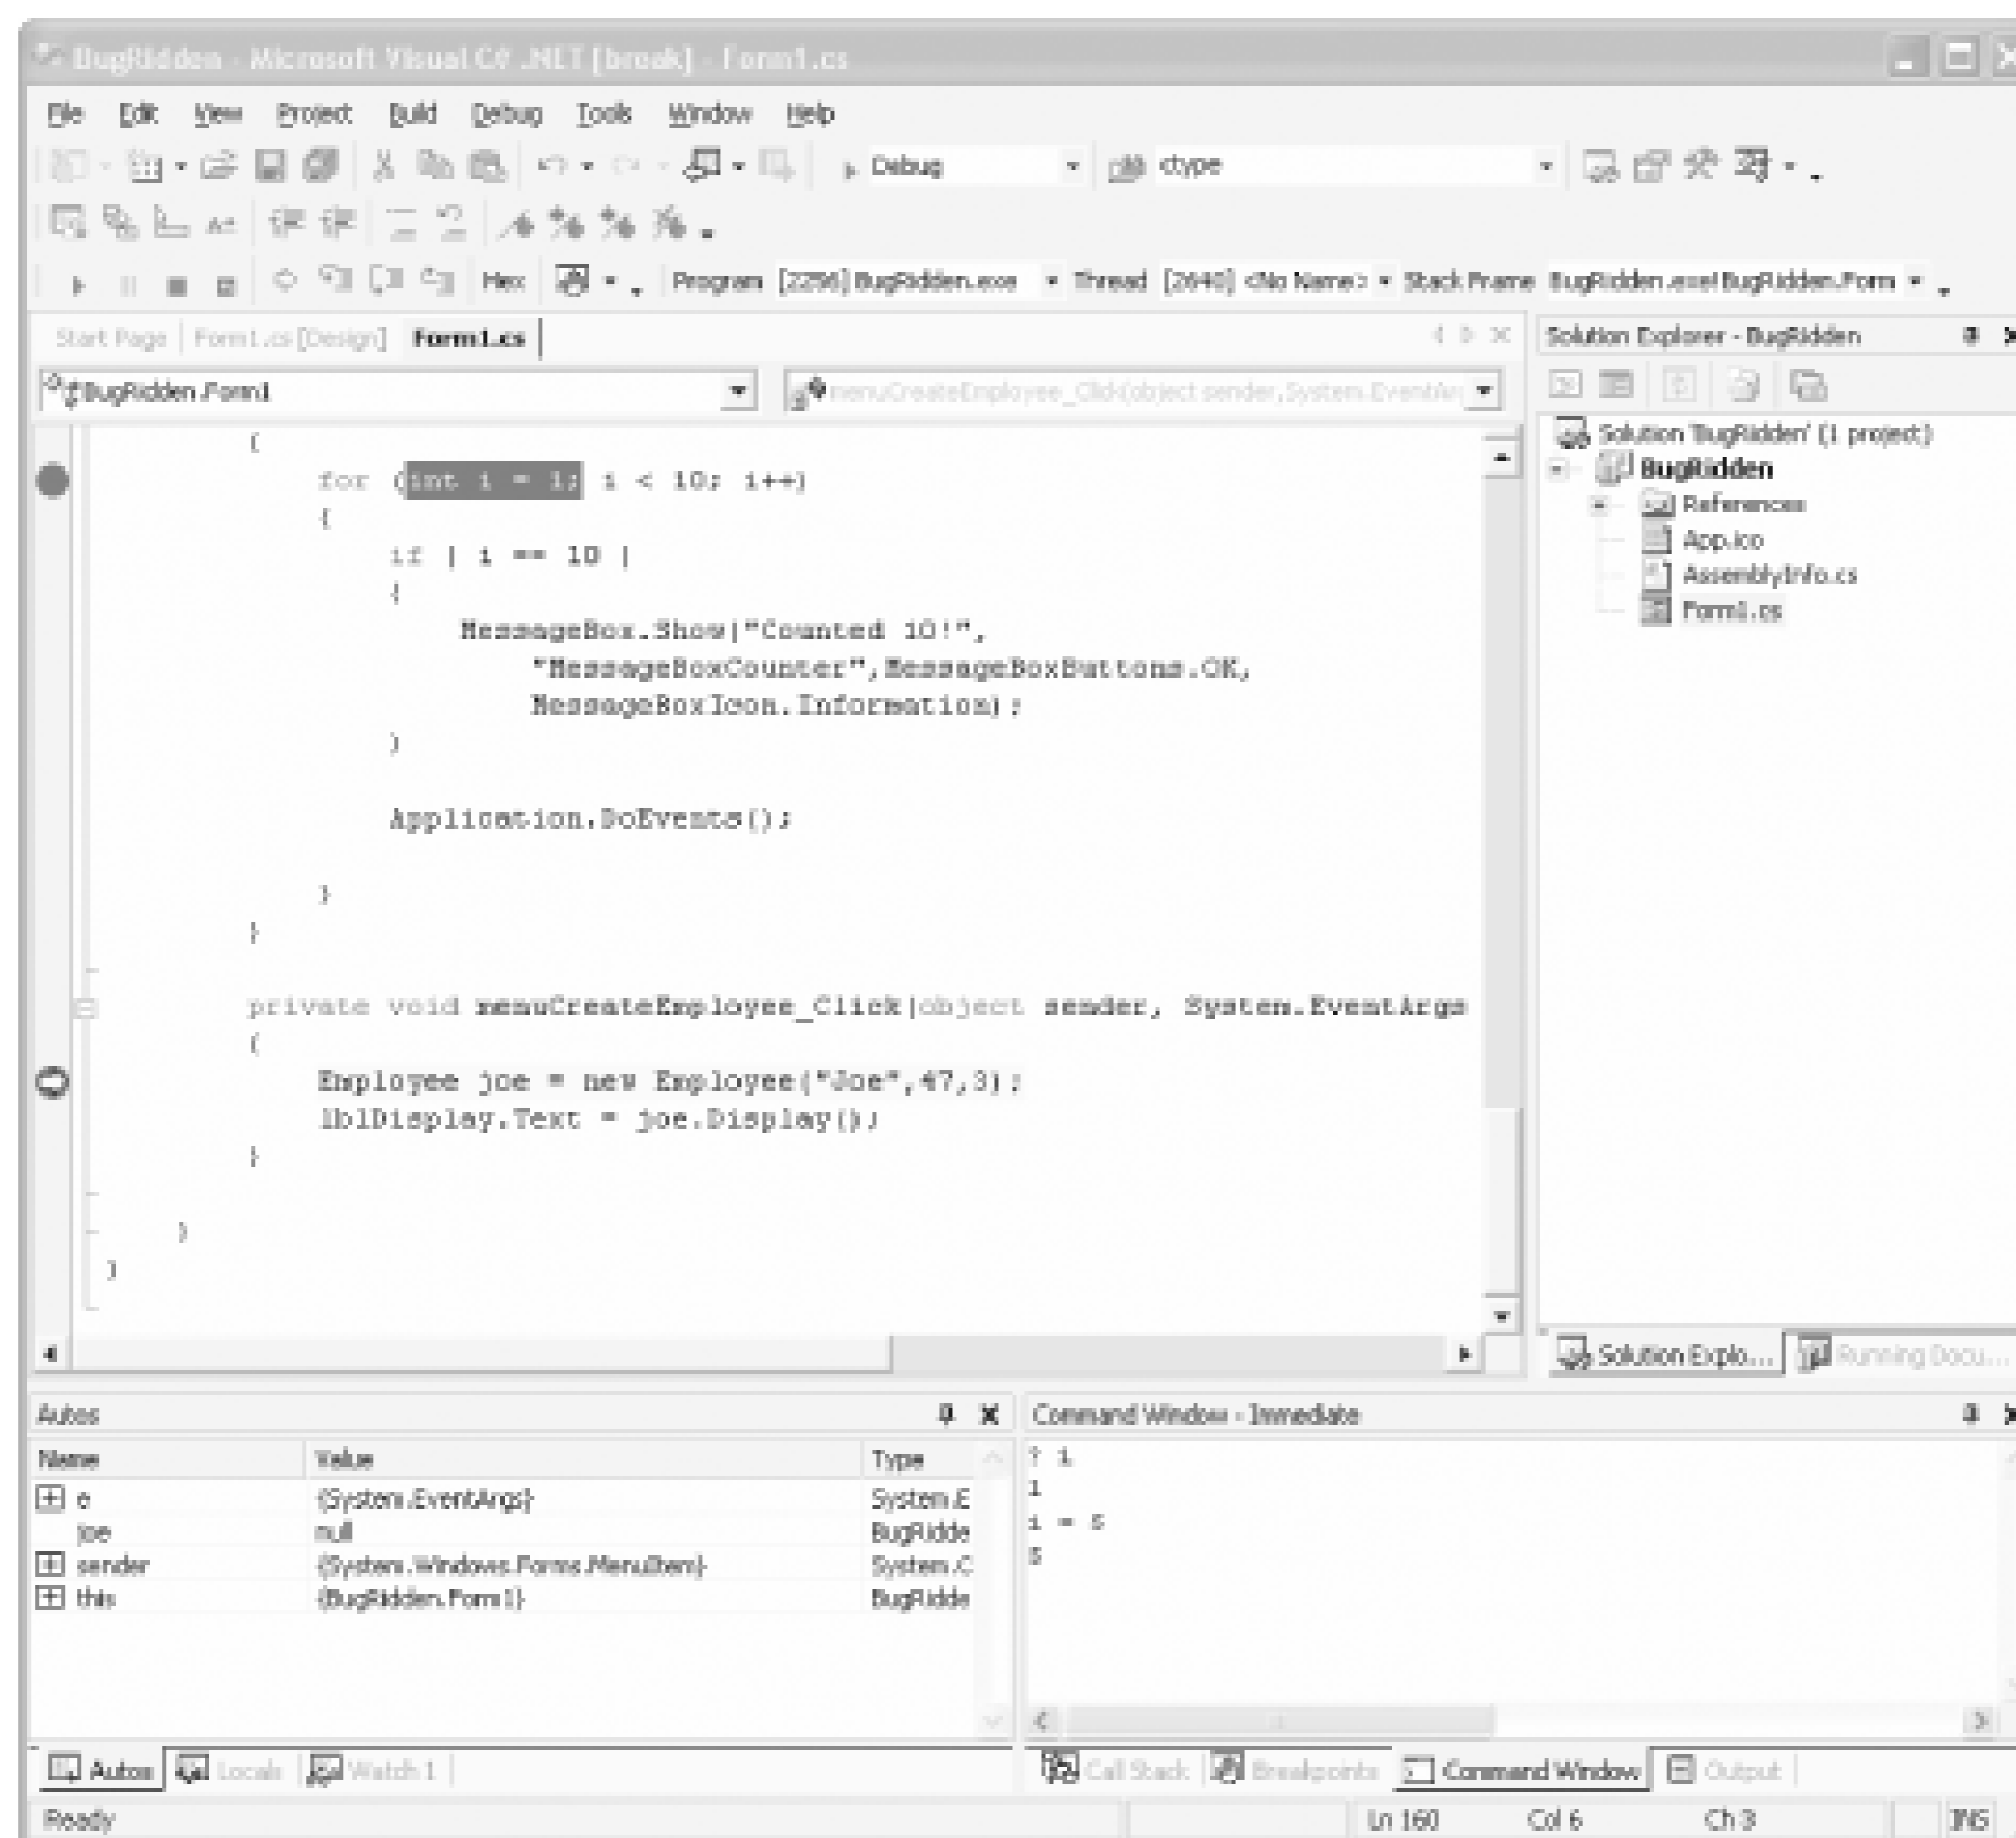 BugRidden - Microsoft Visual C# .NET [break] - Form1.cs
File Edit View Project Build Debug Tools Window Help
Debug ctype
Hex Program [2296] BugRidden.exe Thread [2640] <No Name> Stack Frame BugRidden.exe!BugRidden.Form
Start Page Form1.cs [Design] Form1.cs
BugRidden.Form1 menuCreateEmployee_Click(object sender,System.EventAr
{
for (int i = 1; i < 10; i++)
{
if ( i == 10 )
{
MessageBox.Show("Counted 10!",
"MessageBoxCounter",MessageBoxButtons.OK,
MessageBoxIcon.Information);
}
Application.DoEvents();
}
}
private void menuCreateEmployee_Click(object sender, System.EventArgs
{
Employee joe = new Employee("Joe",47,3);
lblDisplay.Text = joe.Display();
}
}
}
Solution Explorer - BugRidden
Solution 'BugRidden' (1 project)
BugRidden
References
App.ico
AssemblyInfo.cs
Form1.cs
Solution Explo... Running Docu...
Autos
Name Value Type
e {System.EventArgs} System.E
joe null BugRidde
sender {System.Windows.Forms.MenuItem} System.C
this {BugRidden.Form1} BugRidde
Autos Locals Watch 1
Command Window - Immediate
? i
1
i = 5
5
Call Stack Breakpoints Command Window Output
Ready Ln 160 Col 6 Ch 3 INS